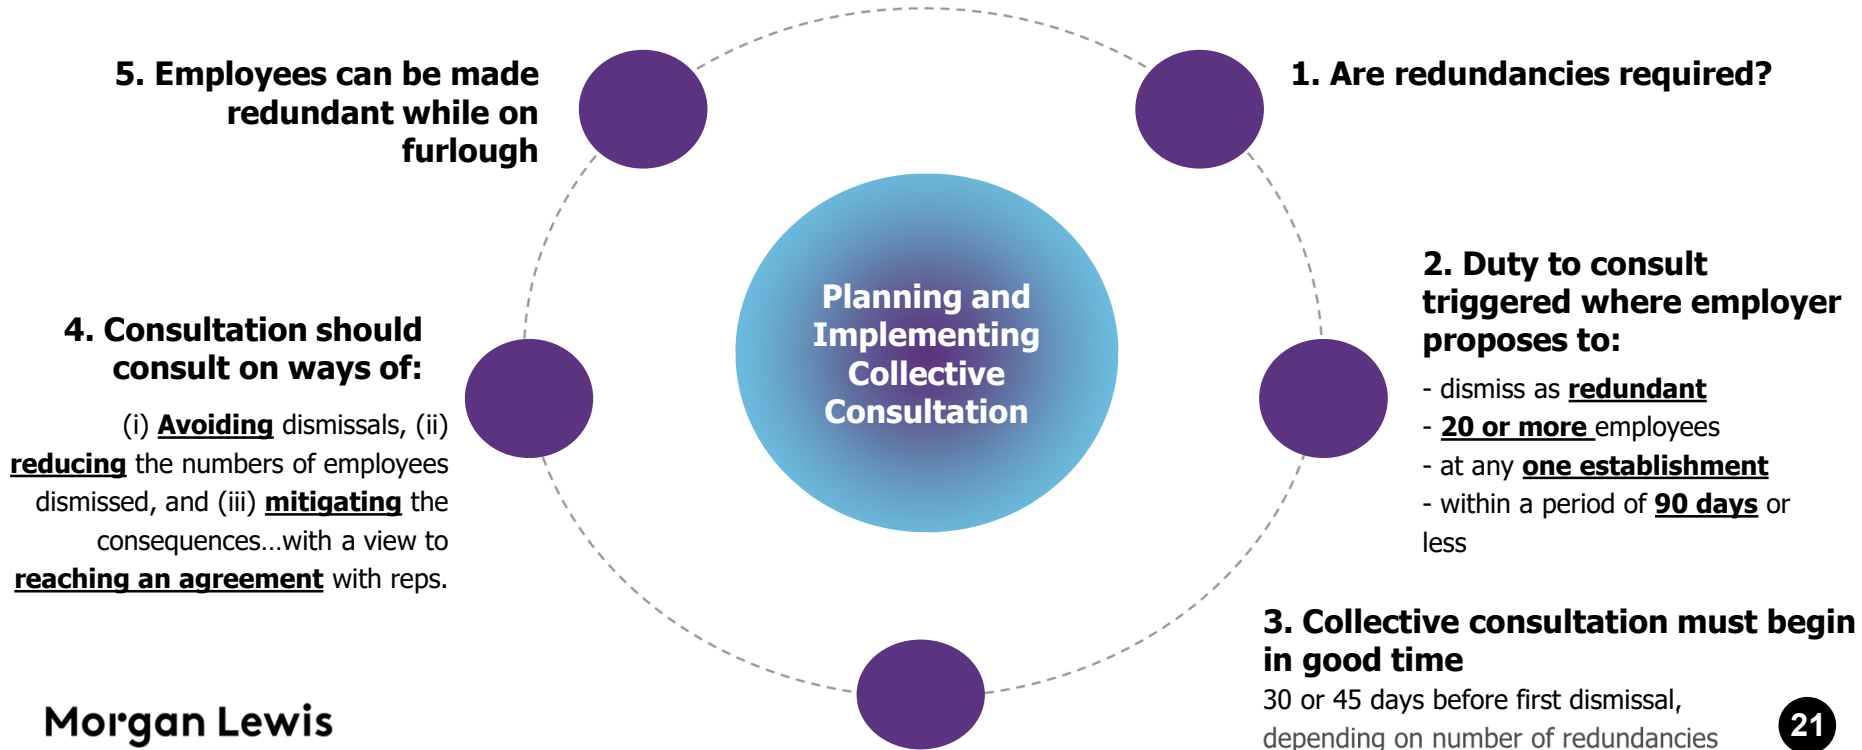 5. Employees can be made
redundant while on
furlough
1. Are redundancies required?
Planning and
Implementing
Collective
Consultation
2. Duty to consult
triggered where employer
proposes to:
- dismiss as redundant
- 20 or more employees
- at any one establishment
- within a period of 90 days or
less
4. Consultation should
consult on ways of:
(i) Avoiding dismissals, (ii)
reducing the numbers of employees
dismissed, and (iii) mitigating the
consequences…with a view to
reaching an agreement with reps.
3. Collective consultation must begin
in good time
30 or 45 days before first dismissal,
depending on number of redundancies
Morgan Lewis
21